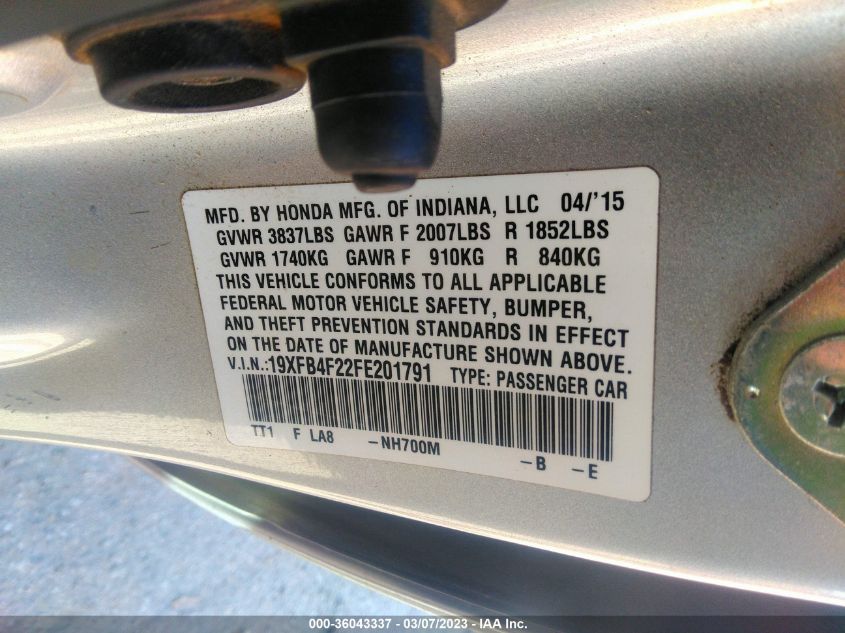 MFD. BY HONDA MFG. OF INDIANA, LLC 04/'15
GVWR 3837LBS GAWR F 2007LBS R 1852LBS
GVWR 1740KG GAWR F 910KG R 840KG
THIS VEHICLE CONFORMS TO ALL APPLICABLE
FEDERAL MOTOR VEHICLE SAFETY, BUMPER,
AND THEFT PREVENTION STANDARDS IN EFFECT
ON THE DATE OF MANUFACTURE SHOWN ABOVE.
V.I.N.:19XFB4F22FE201791 TYPE: PASSENGER CAR
TT1 F LA8 -NH700M -B -E
000-36043337 - 03/07/2023 - IAA Inc.